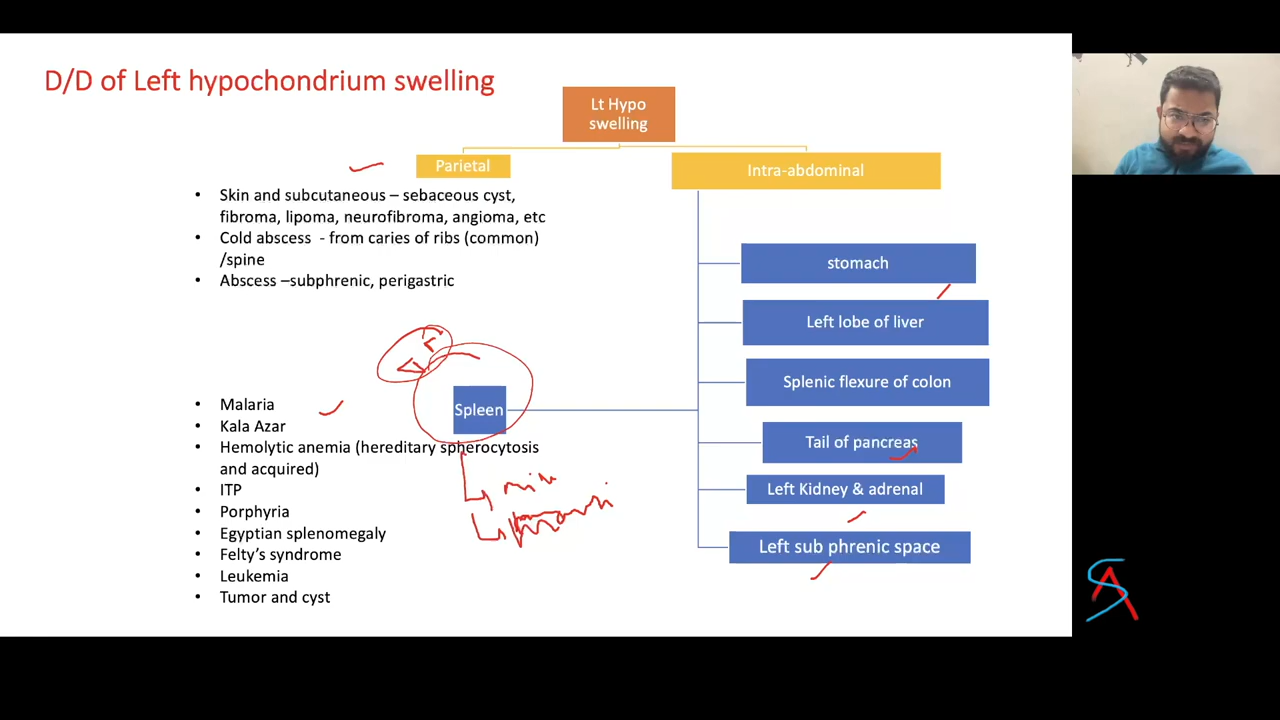 D/D of Left hypochondrium swelling
Lt Hypo
swelling
Parietal
• Skin and subcutaneous – sebaceous cyst,
fibroma, lipoma, neurofibroma, angioma, etc
• Cold abscess - from caries of ribs (common)
/spine
• Abscess –subphrenic, perigastric
Intra-abdominal
stomach
Left lobe of liver
Splenic flexure of colon
Spleen
Tail of pancreas
Left Kidney & adrenal
Left sub phrenic space
• Malaria
• Kala Azar
• Hemolytic anemia (hereditary spherocytosis
and acquired)
• ITP
• Porphyria
• Egyptian splenomegaly
• Felty's syndrome
• Leukemia
• Tumor and cyst
SA